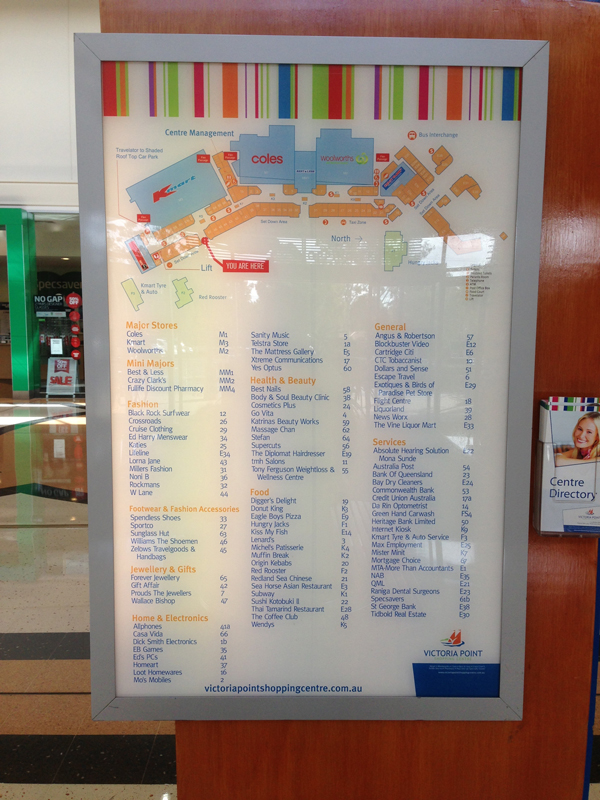 Centre Management
Travelator to Shaded
Roof Top Car Park
Bus Interchange
coles
woolworths
Kmart
North
Lift
YOU ARE HERE
Kmart Tyre
& Auto
Red Rooster
specsavers
NO GAP
SALE
Major Stores
Coles M1
Kmart M3
Woolworths M2
Mini Majors
Best & Less MM1
Crazy Clark's MM2
Fullife Discount Pharmacy MM4
Fashion
Black Rock Surfwear 12
Crossroads 26
Cruise Clothing 29
Ed Harry Menswear 34
Katies 25
Lifeline E34
Lorna Jane 43
Millers Fashion 31
Noni B 36
Rockmans 32
W Lane 44
Footwear & Fashion Accessories
Spendless Shoes 33
Sportco 27
Sunglass Hut 63
Williams The Shoemen 46
Zelows Travelgoods & 45
Handbags
Jewellery & Gifts
Forever Jewellery 65
Gift Affair 42
Prouds The Jewellers 7
Wallace Bishop 47
Home & Electronics
Allphones 41a
Casa Vida 66
Dick Smith Electronics 1b
EB Games 35
Ed's PCs 41
Homeart 37
Loot Homewares 16
Mo's Mobiles 2
Sanity Music 5
Telstra Store 18
The Mattress Gallery E5
Xtreme Communications 17
Yes Optus 60
Health & Beauty
Best Nails 58
Body & Soul Beauty Clinic 38
Cosmetics Plus 24
Go Vita 4
Katrinas Beauty Works 59
Massage Chan 62
Stefan 64
Supercuts 56
The Diplomat Hairdresser E19
tmh Salons 11
Tony Ferguson Weightloss & 55
Wellness Centre
Food
Digger's Delight 19
Donut King K3
Eagle Boys Pizza E9
Hungry Jacks F1
Kiss My Fish E14
Lenard's 3
Michel's Patisserie K4
Muffin Break K2
Origin Kebabs 20
Red Rooster F2
Redland Sea Chinese 21
Sea Horse Asian Restaurant E3
Subway K1
Sushi Kotobuki II 22
Thai Tamarind Restaurant E28
The Coffee Club 48
Wendys K5
General
Angus & Robertson 57
Blockbuster Video E12
Cartridge Citi E6
CTC Tobaccanist 10
Dollars and Sense 51
Escape Travel 6
Exotiques & Birds of E29
Paradise Pet Store
Flight Centre 18
Liquorland 39
News Worx 28
The Vine Liquor Mart E33
Services
Absolute Hearing Solution
Mona Sunde
Australia Post 54
Bank Of Queensland 23
Bay Dry Cleaners E24
Commonwealth Bank 53
Credit Union Australia 17a
Da Rin Optometrist 14
Green Hand Carwash FS4
Heritage Bank Limited 50
Internet Kiosk K9
Kmart Tyre & Auto Service F3
Max Employment E25
Mister Minit 57
Mortgage Choice 67
MTA-More Than Accountants E1
NAB E35
QML E21
Raniga Dental Surgeons E23
Specsavers 61b
St George Bank E38
Tidbold Real Estate E30
VICTORIA POINT
victoriapointshoppingcentre.com.au
Centre
Directory